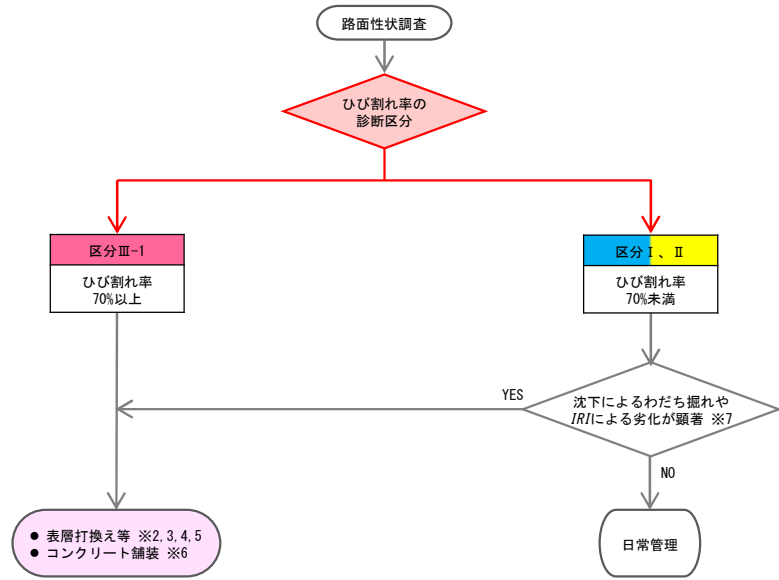 路面性状調査
ひび割れ率の
診断区分
区分Ⅲ-1
ひび割れ率
70%以上
区分Ⅰ、Ⅱ
ひび割れ率
70%未満
YES
沈下によるわだち掘れや
IRIによる劣化が顕著 ※7
NO
● 表層打換え等 ※2,3,4,5
● コンクリート舗装 ※6
日常管理